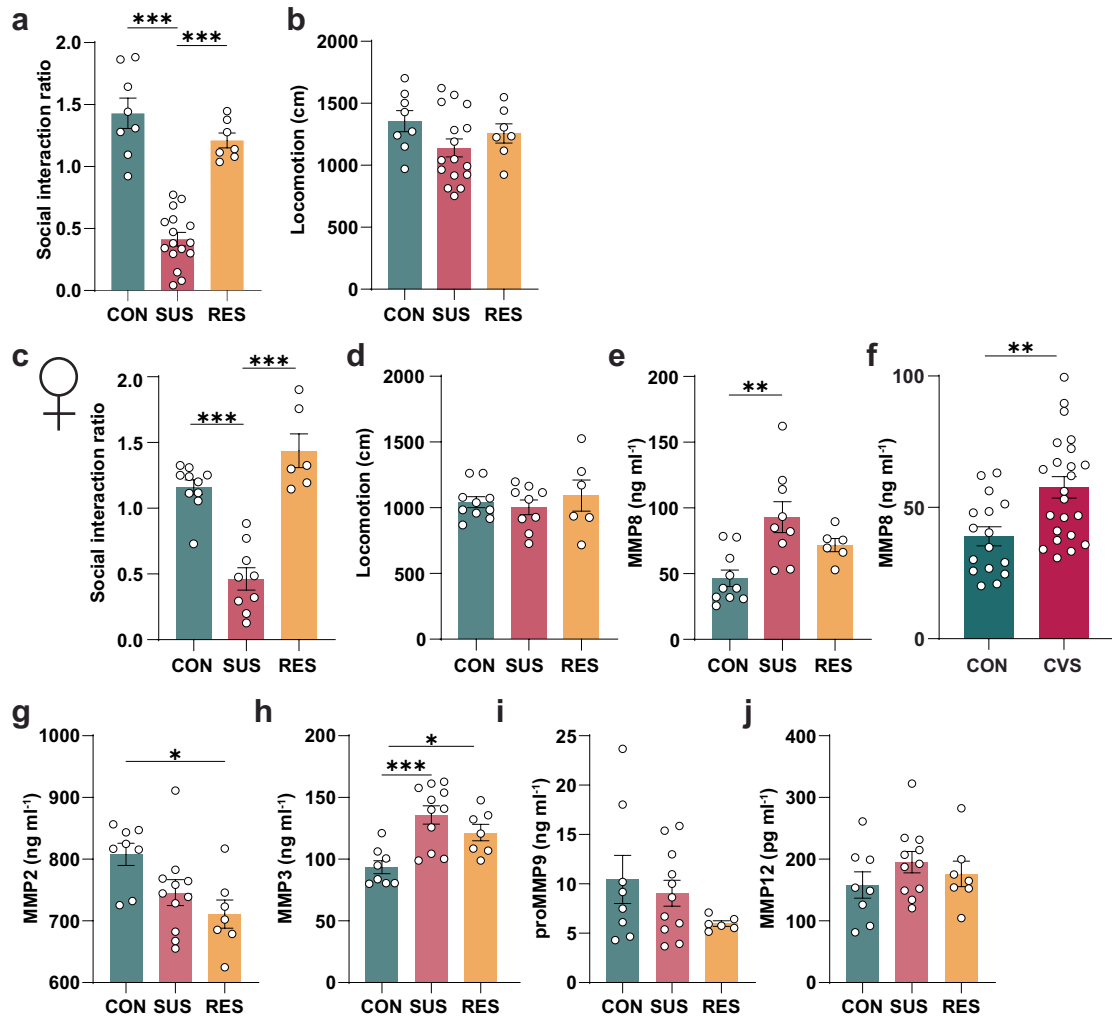 a
Social interaction ratio
2.0
1.5
1.0
0.5
0.0
***
***
CON SUS RES
b
Locomotion (cm)
2000
1500
1000
500
0
CON SUS RES
c
♀
Social interaction ratio
2.0
1.5
1.0
0.5
0.0
***
***
CON SUS RES
d
Locomotion (cm)
2000
1500
1000
500
0
CON SUS RES
e
MMP8 (ng ml⁻¹)
200
150
100
50
0
**
CON SUS RES
f
MMP8 (ng ml⁻¹)
100
50
0
**
CON CVS
g
MMP2 (ng ml⁻¹)
1000
900
800
700
600
*
CON SUS RES
h
MMP3 (ng ml⁻¹)
200
150
100
50
0
*
***
CON SUS RES
i
proMMP9 (ng ml⁻¹)
25
20
15
10
5
0
CON SUS RES
j
MMP12 (pg ml⁻¹)
400
300
200
100
0
CON SUS RES